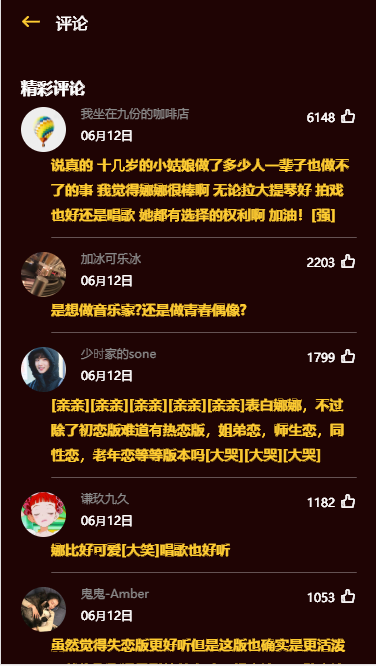 评论
精彩评论
我坐在九份的咖啡店
6148
06月12日
说真的 十几岁的小姑娘做了多少人一辈子也做不
了的事 我觉得娜娜很棒啊 无论拉大提琴好 拍戏
也好还是唱歌 她都有选择的权利啊 加油！[强]
加冰可乐冰
2203
06月12日
是想做音乐家?还是做青春偶像?
少时家的sone
1799
06月12日
[亲亲][亲亲][亲亲][亲亲][亲亲]表白娜娜，不过
除了初恋版难道有热恋版，姐弟恋，师生恋，同
性恋，老年恋等等版本吗[大哭][大哭][大哭]
谦玖九久
1182
06月12日
娜比好可爱[大笑]唱歌也好听
鬼鬼-Amber
1053
06月12日
虽然觉得失恋版更好听但是这版也确实是更活泼